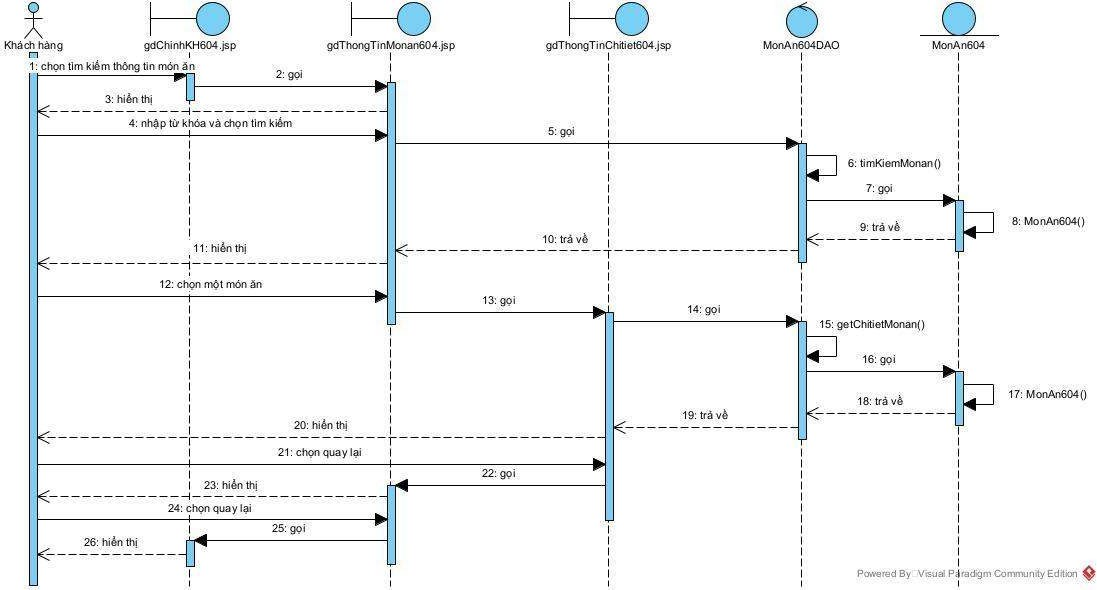 Khách hàng
gdChinhKH604.jsp
gdThongTinMonan604.jsp
gdThongTinChitiet604.jsp
MonAn604DAO
MonAn604
1: chọn tìm kiếm thông tin món ăn
2: gọi
3: hiển thị
4: nhập từ khóa và chọn tìm kiếm
5: gọi
6: timKiemMonan()
7: gọi
8: MonAn604()
9: trả về
10: trả về
11: hiển thị
12: chọn một món ăn
13: gọi
14: gọi
15: getChitietMonan()
16: gọi
17: MonAn604()
18: trả về
19: trả về
20: hiển thị
21: chọn quay lại
22: gọi
23: hiển thị
24: chọn quay lại
25: gọi
26: hiển thị
Powered By Visual Paradigm Community Edition